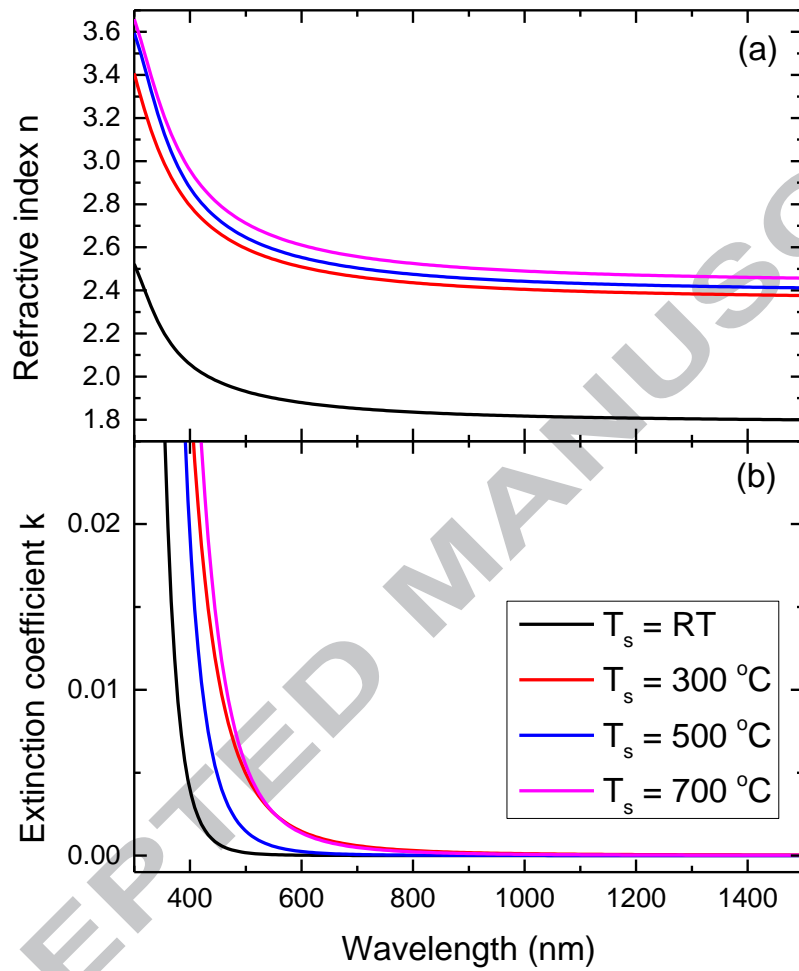 (a)
Refractive index n
3.6
3.4
3.2
3.0
2.8
2.6
2.4
2.2
2.0
1.8
(b)
Extinction coefficient k
0.02
0.01
0.00
T_s = RT
T_s = 300 °C
T_s = 500 °C
T_s = 700 °C
400 600 800 1000 1200 1400
Wavelength (nm)
EPTED MANUSC